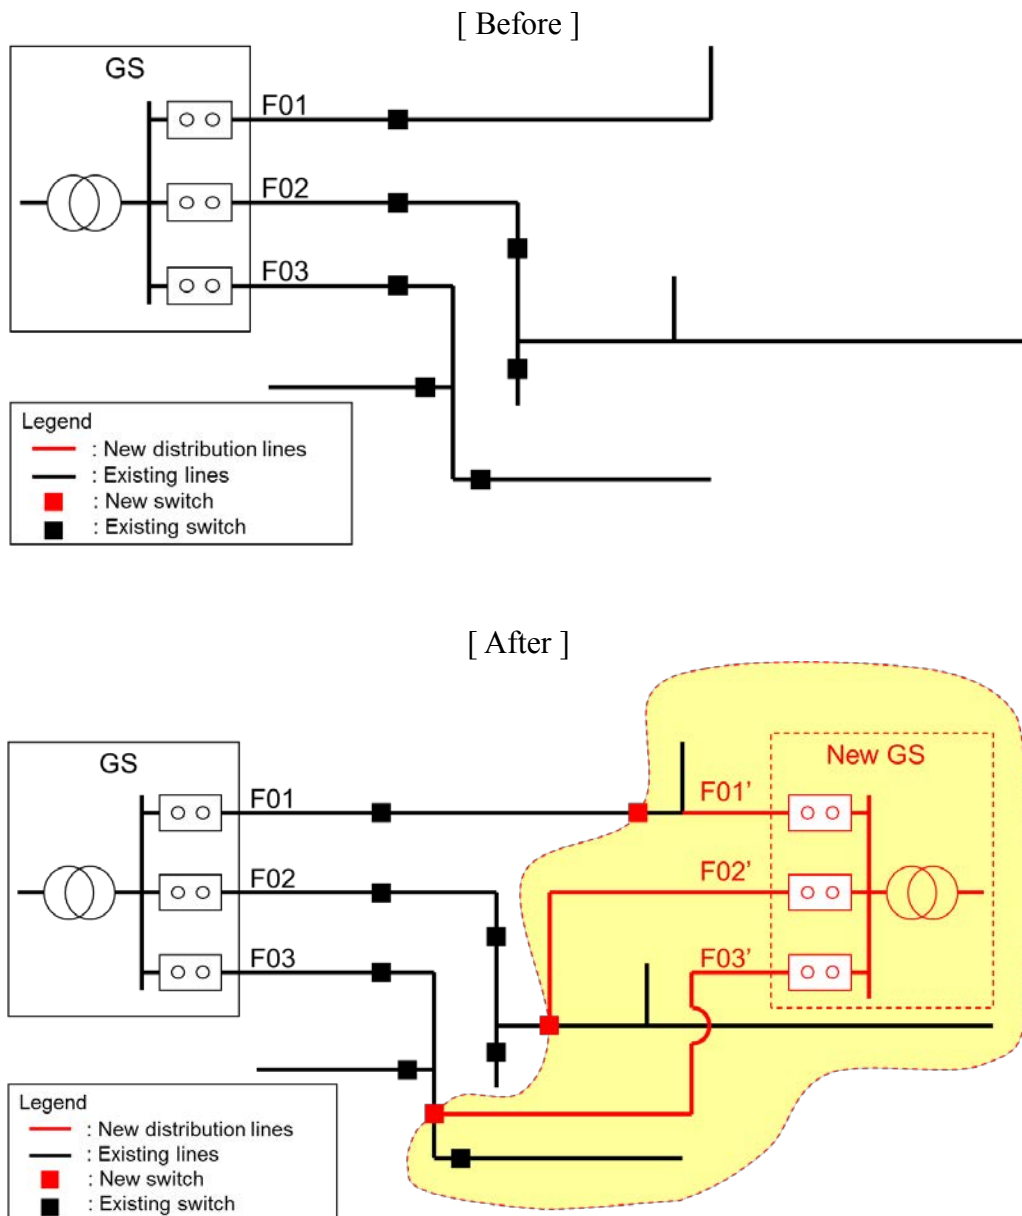 [ Before ]
GS
F01
F02
F03
Legend
: New distribution lines
: Existing lines
: New switch
: Existing switch
[ After ]
GS
New GS
F01
F01’
F02
F02’
F03
F03’
Legend
: New distribution lines
: Existing lines
: New switch
: Existing switch